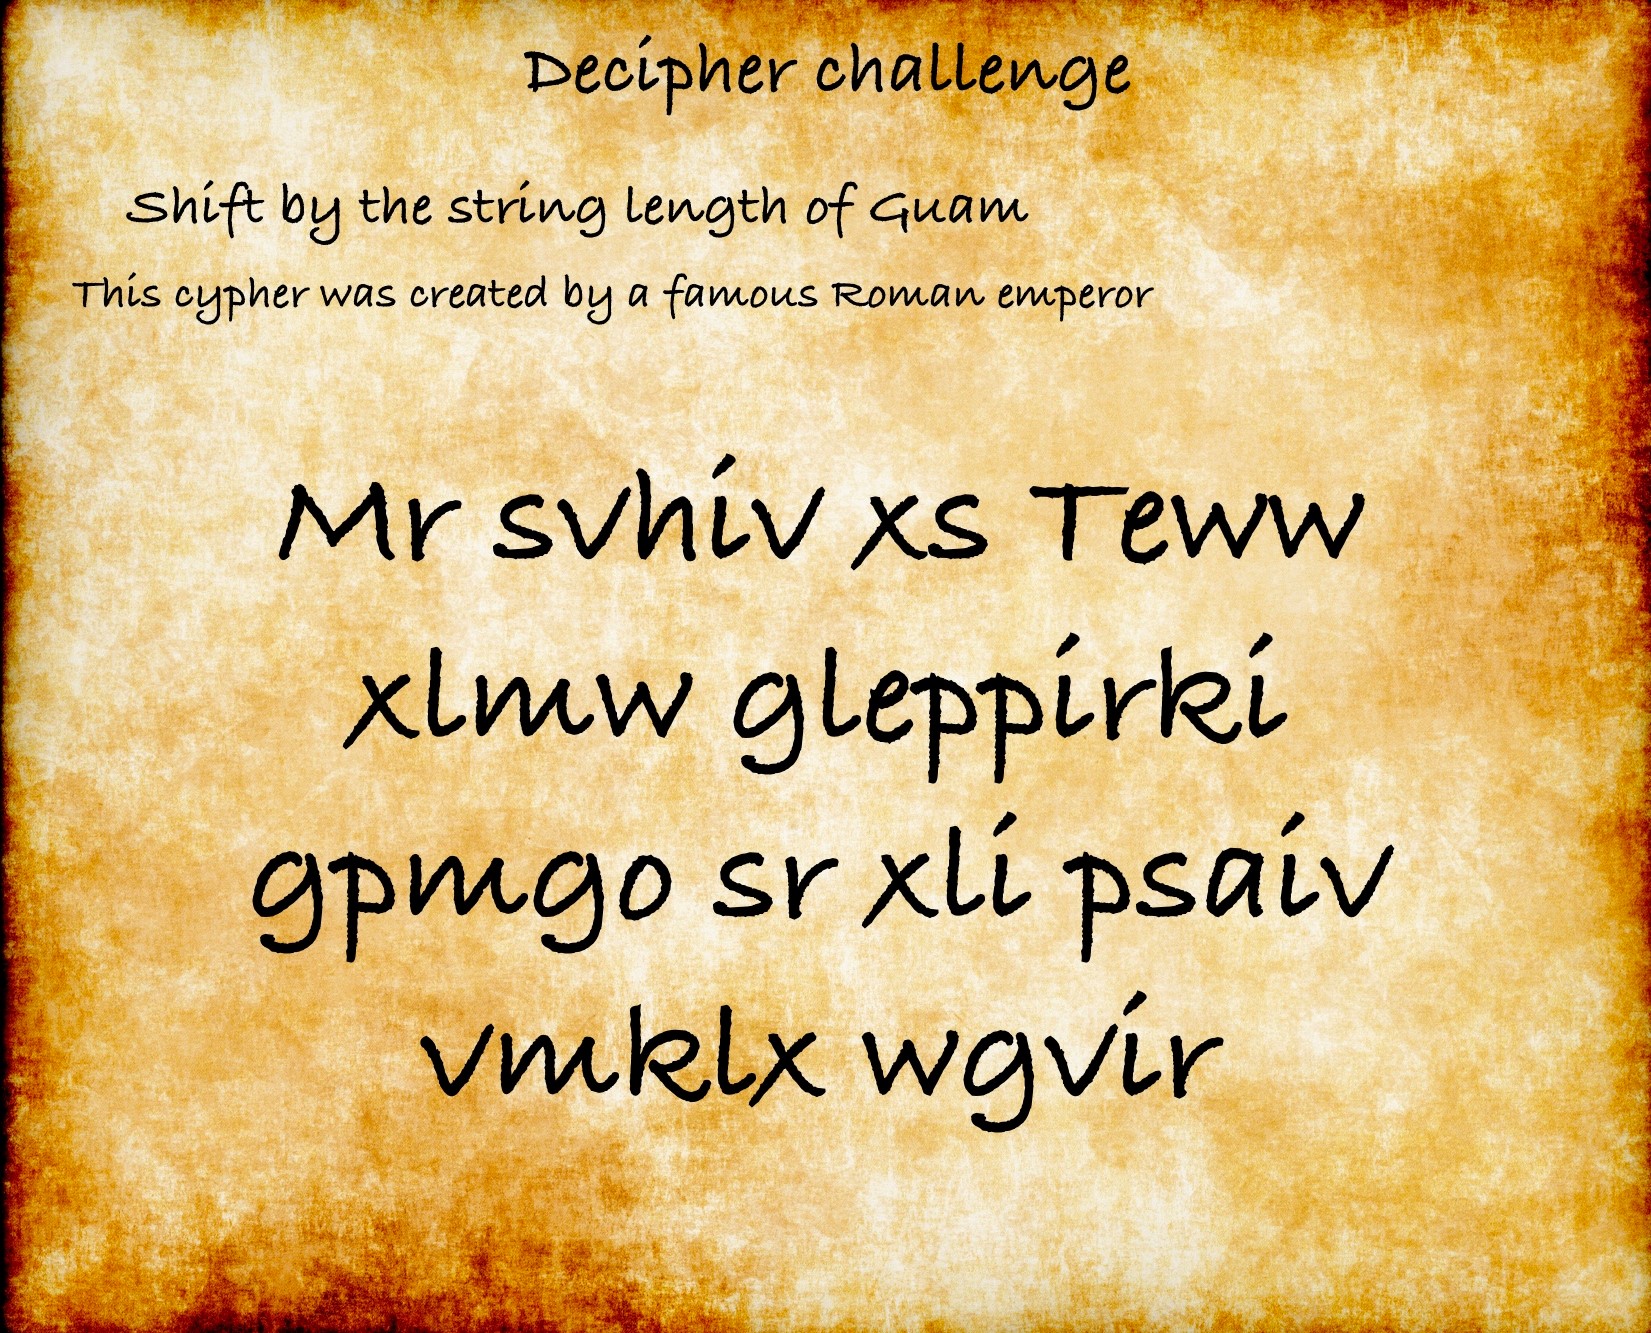 Decipher challenge
Shift by the string length of Guam
This cypher was created by a famous Roman emperor
Mr svhiv xs Teww
xlmw gleppirki
gpmgo sr xli psaiv
vmklx wgvir